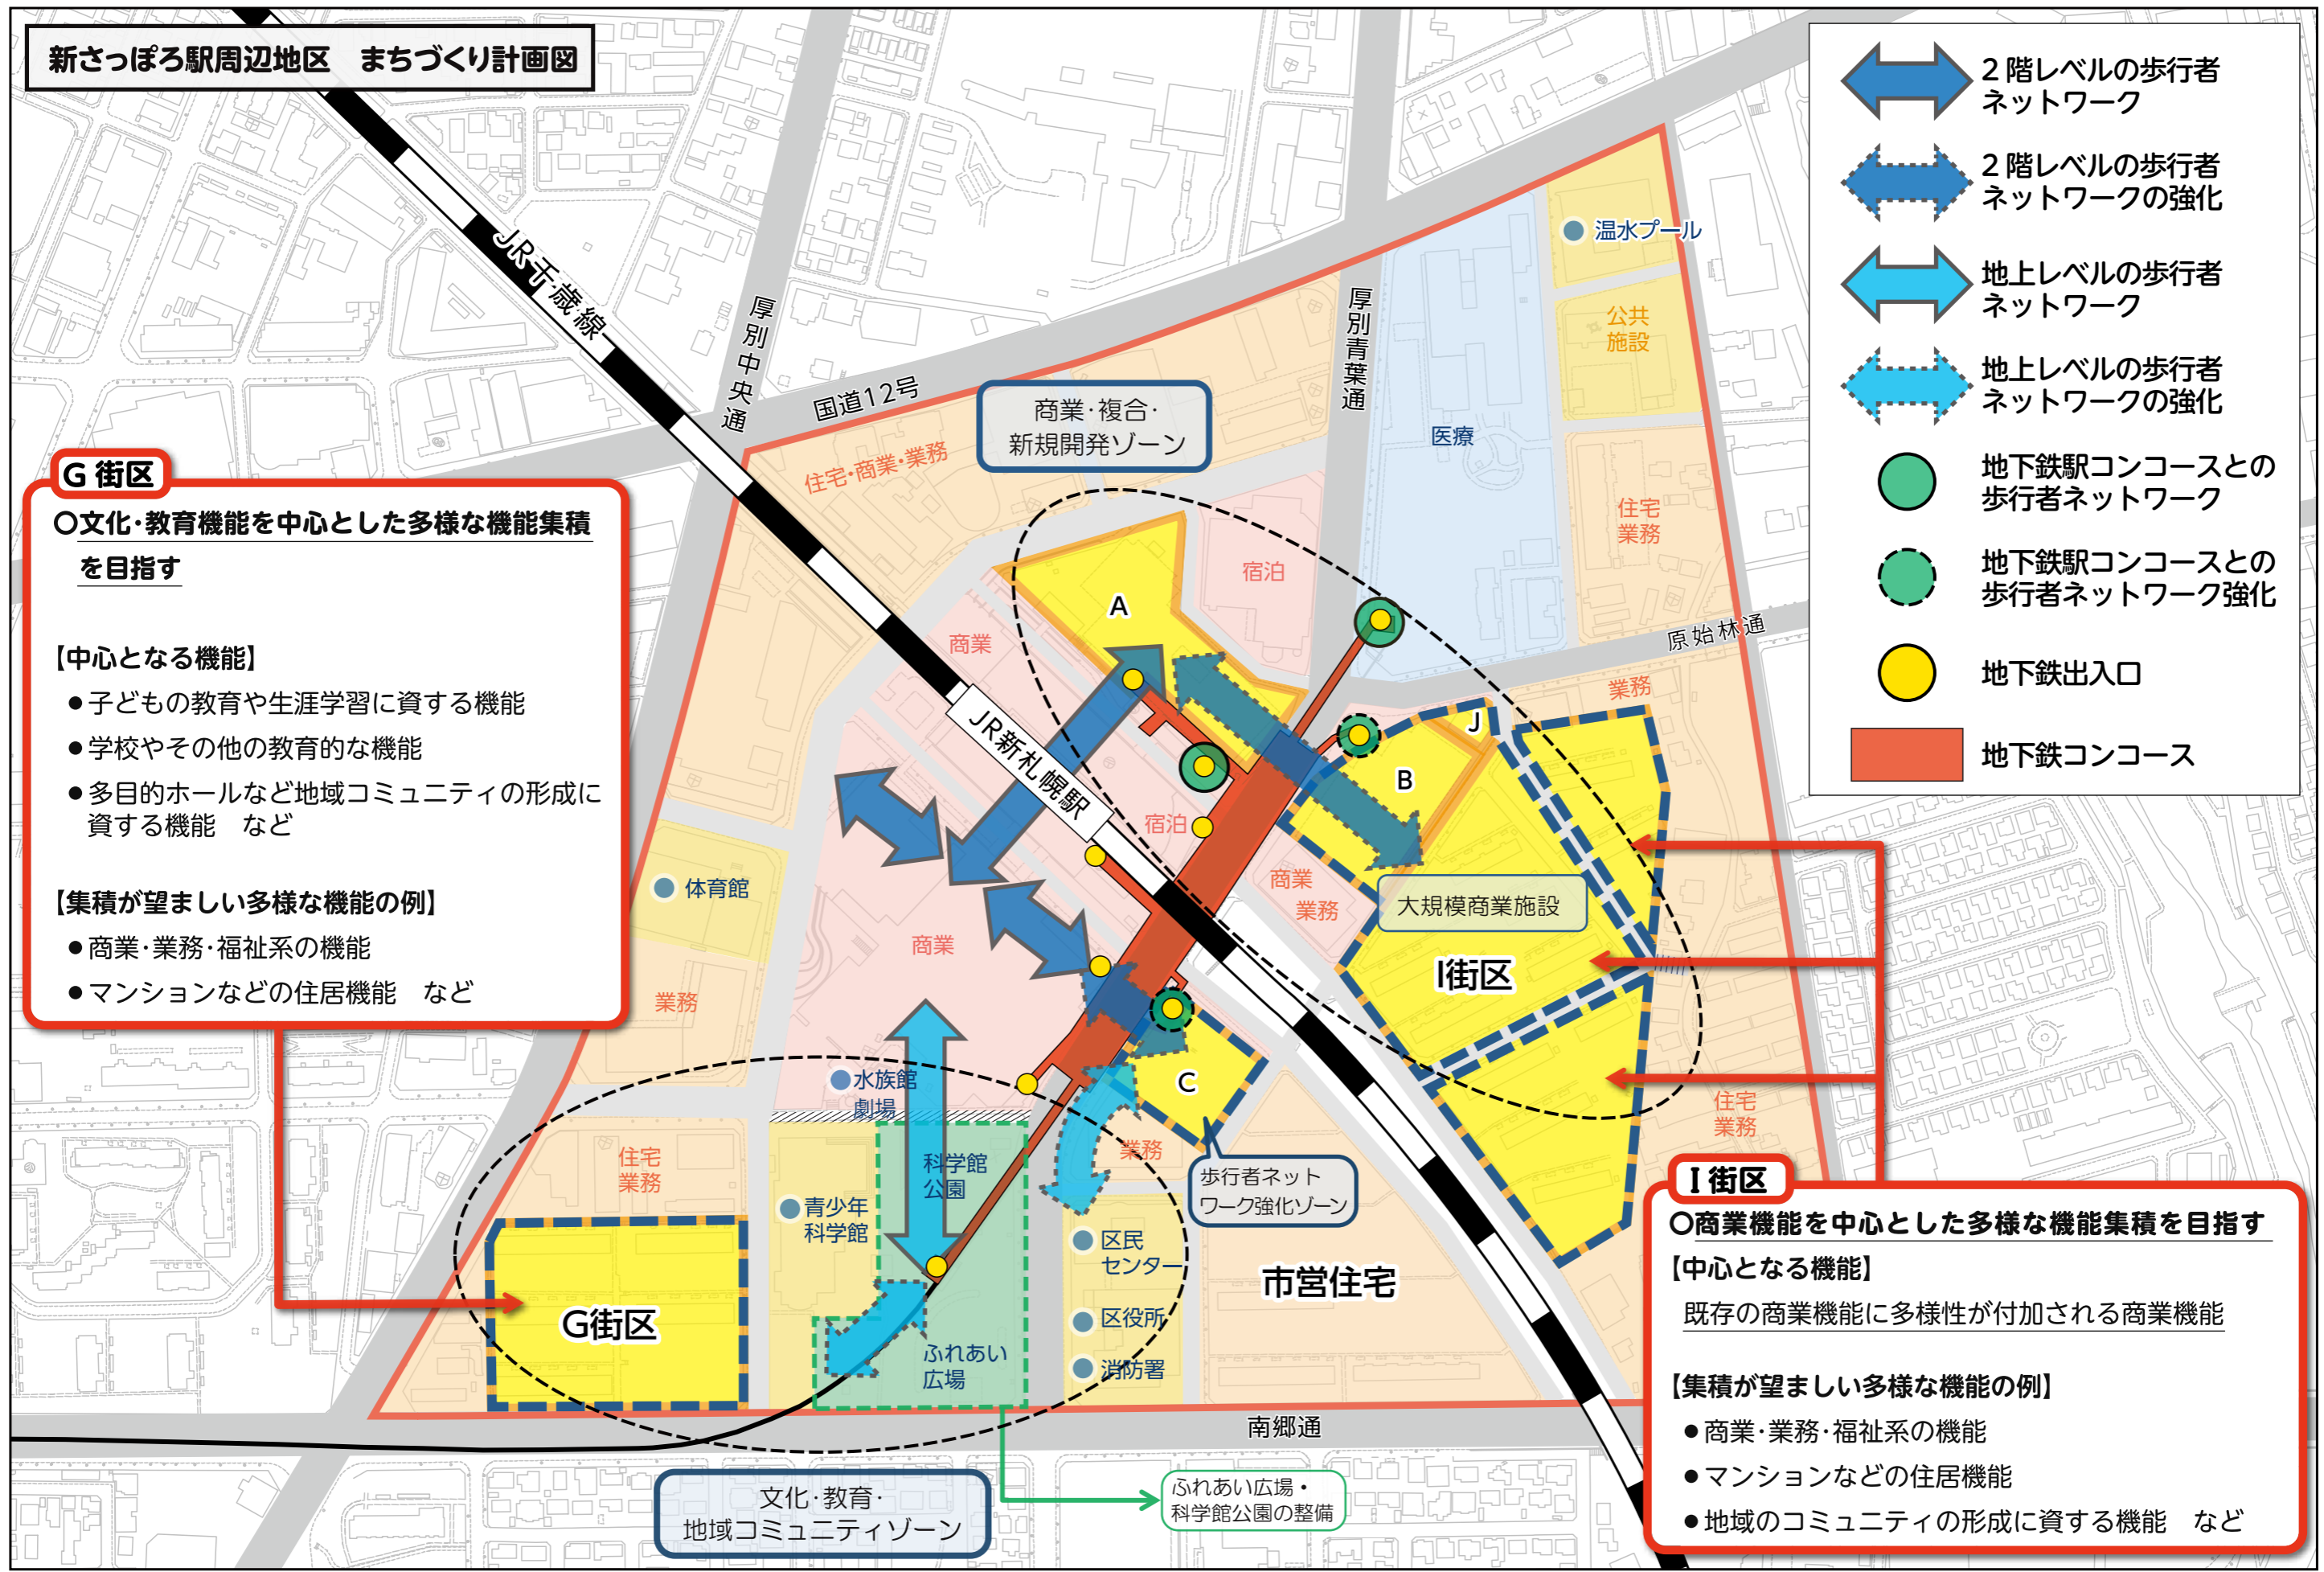 新さっぽろ駅周辺地区　まちづくり計画図
2階レベルの歩行者
ネットワーク
2階レベルの歩行者
ネットワークの強化
地上レベルの歩行者
ネットワーク
地上レベルの歩行者
ネットワークの強化
地下鉄駅コンコースとの
歩行者ネットワーク
地下鉄駅コンコースとの
歩行者ネットワーク強化
地下鉄出入口
地下鉄コンコース
JR千歳線
厚別中央通
国道12号
厚別青葉通
原始林通
南郷通
温水プール
公共
施設
医療
住宅
業務
商業・複合・
新規開発ゾーン
住宅・商業・業務
宿泊
A
商業
JR新札幌駅
宿泊
業務
J
B
商業
業務
大規模商業施設
I街区
体育館
商業
業務
C
水族館
劇場
住宅
業務
業務
歩行者ネット
ワーク強化ゾーン
住宅
業務
科学館
公園
青少年
科学館
区民
センター
区役所
消防署
市営住宅
G街区
ふれあい
広場
文化・教育・
地域コミュニティゾーン
ふれあい広場・
科学館公園の整備
G 街区
〇文化・教育機能を中心とした多様な機能集積
を目指す
【中心となる機能】
●子どもの教育や生涯学習に資する機能
●学校やその他の教育的な機能
●多目的ホールなど地域コミュニティの形成に
資する機能　など
【集積が望ましい多様な機能の例】
●商業・業務・福祉系の機能
●マンションなどの住居機能　など
I 街区
〇商業機能を中心とした多様な機能集積を目指す
【中心となる機能】
既存の商業機能に多様性が付加される商業機能
【集積が望ましい多様な機能の例】
●商業・業務・福祉系の機能
●マンションなどの住居機能
●地域のコミュニティの形成に資する機能　など